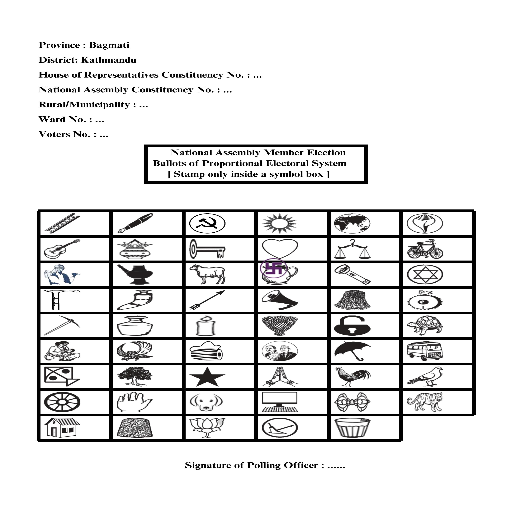 Province : Bagmati
District: Kathmandu
House of Representatives Constituency No. : ...
National Assembly Constituency No. : ...
Rural/Municipality : ...
Ward No. : ...
Voters No. : ...
National Assembly Member Election
Ballots of Proportional Electoral System
[ Stamp only inside a symbol box ]
Signature of Polling Officer : ......